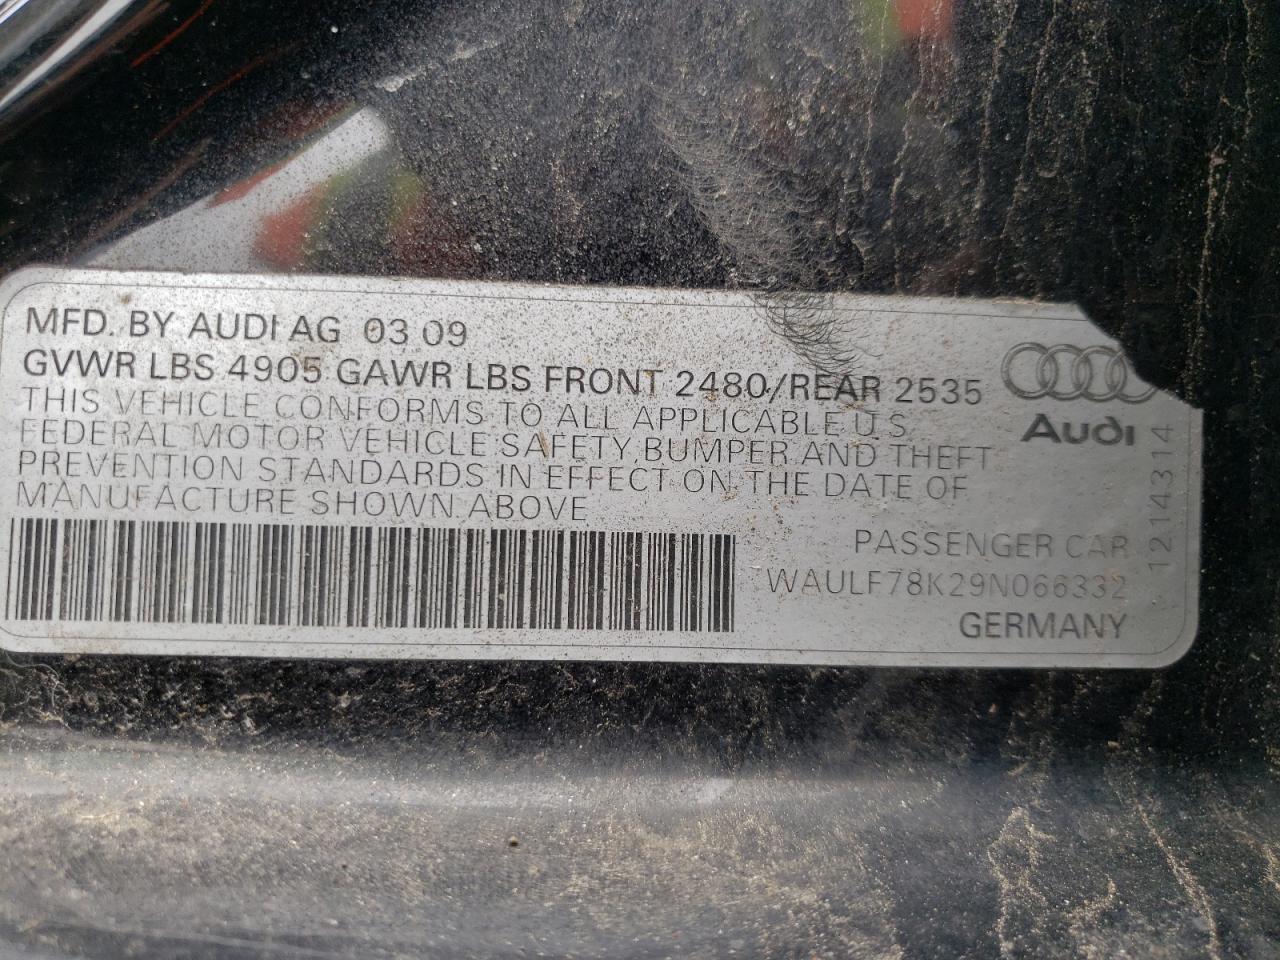 MFD. BY AUDI AG 03 09
GVWR LBS 4905 GAWR LBS FRONT 2480/REAR 2535
THIS VEHICLE CONFORMS TO ALL APPLICABLE U.S.
FEDERAL MOTOR VEHICLE SAFETY, BUMPER AND THEFT
PREVENTION STANDARDS IN EFFECT ON THE DATE OF
MANUFACTURE SHOWN ABOVE
Audi
PASSENGER CAR
WAULF78K29N066332
GERMANY
1214314